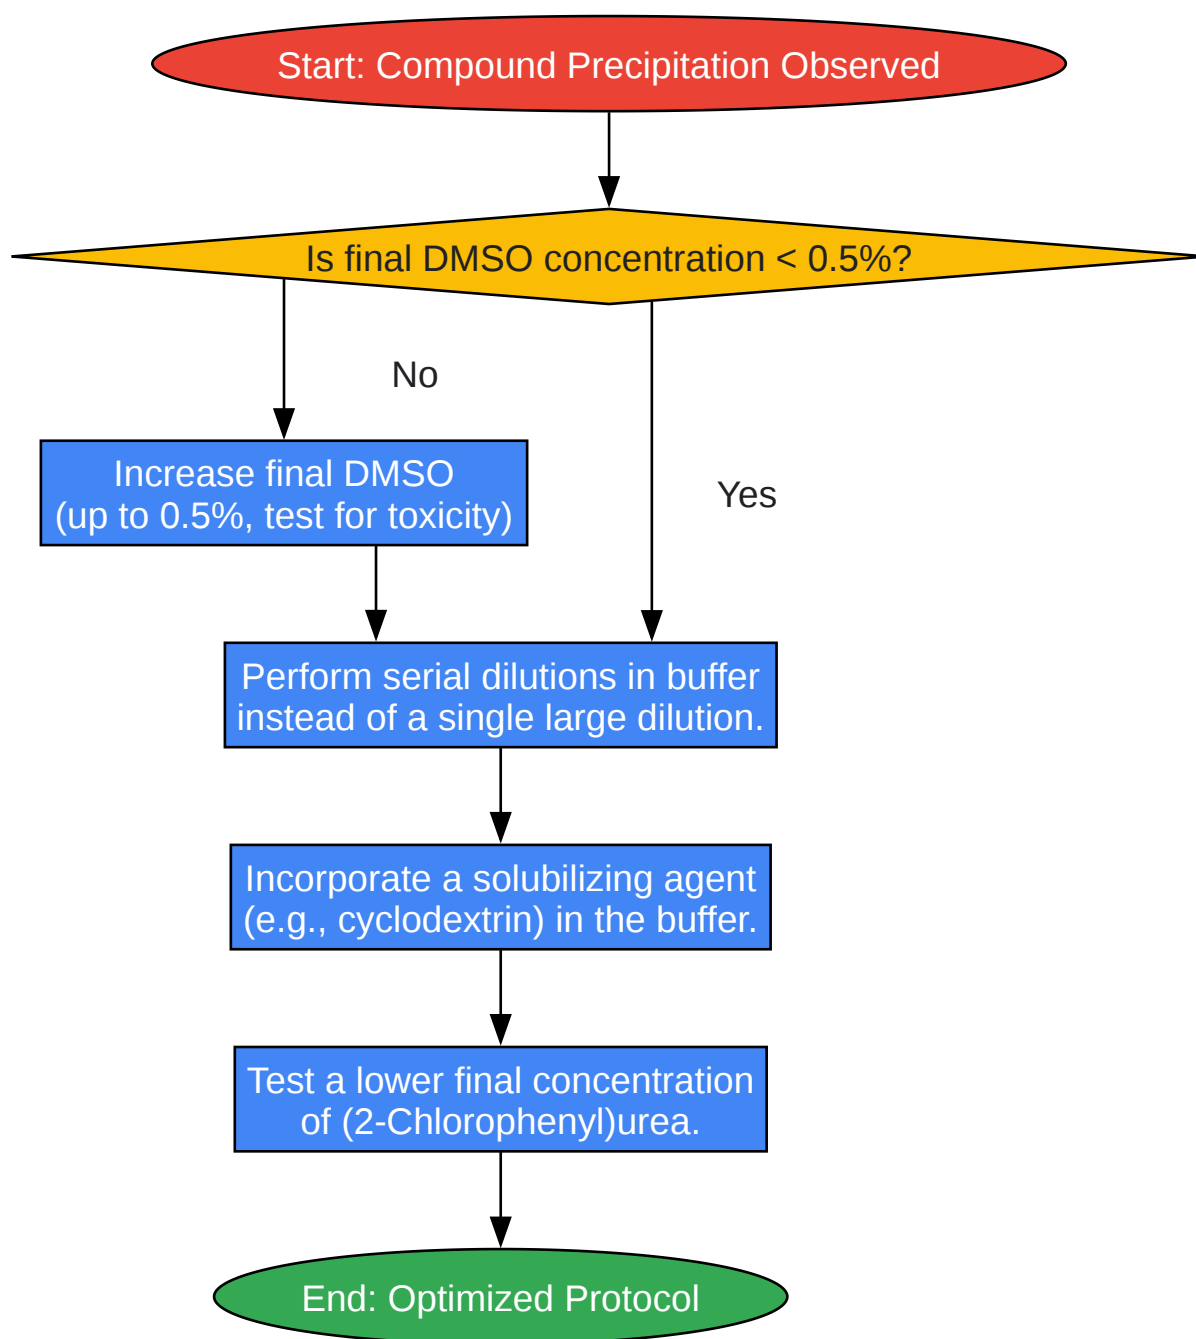 Start: Compound Precipitation Observed
Is final DMSO concentration < 0.5%?
No
Increase final DMSO
(up to 0.5%, test for toxicity)
Yes
Perform serial dilutions in buffer
instead of a single large dilution.
Incorporate a solubilizing agent
(e.g., cyclodextrin) in the buffer.
Test a lower final concentration
of (2-Chlorophenyl)urea.
End: Optimized Protocol